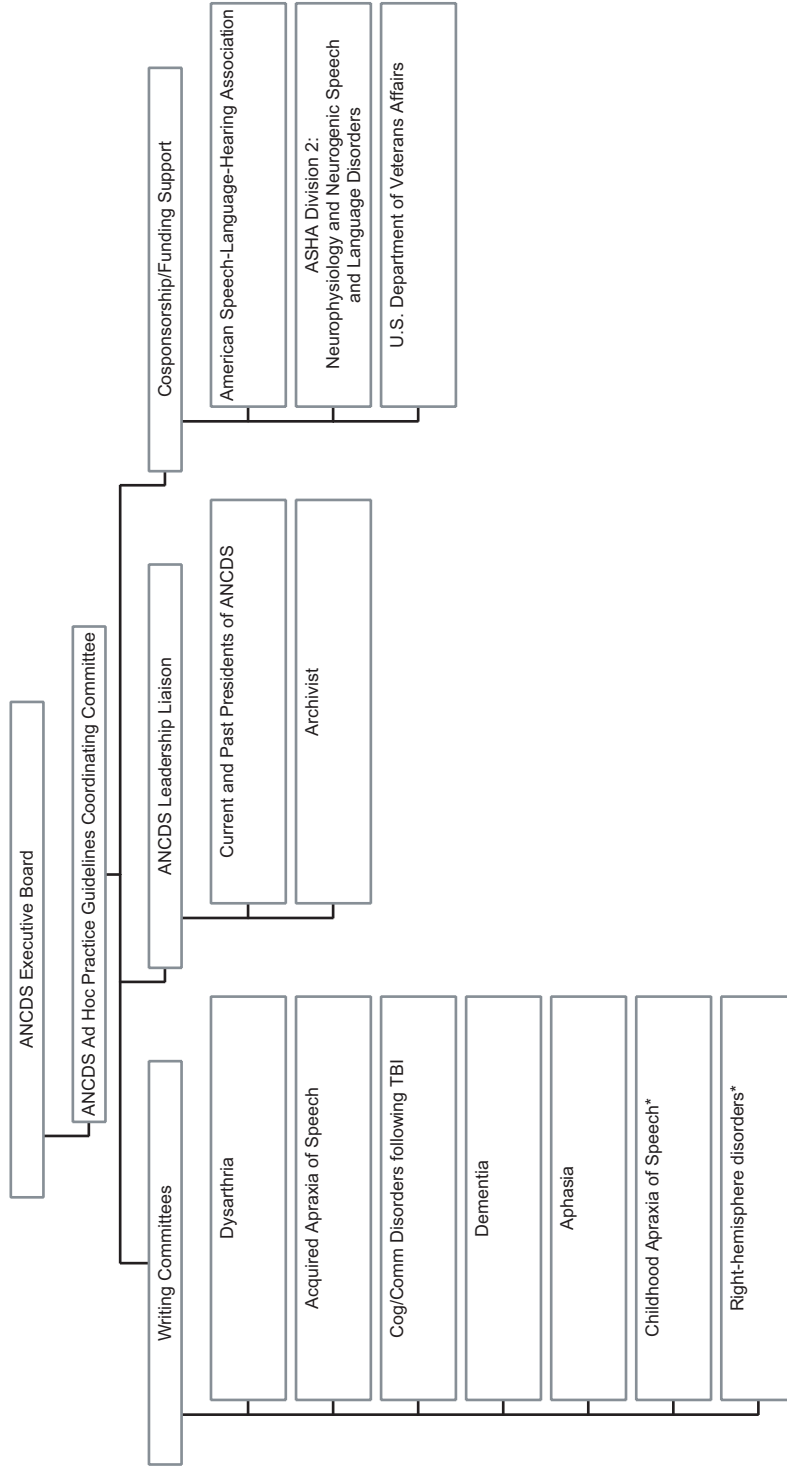 ANCDS Executive Board
ANCDS Ad Hoc Practice Guidelines Coordinating Committee
Writing Committees
Dysarthria
Acquired Apraxia of Speech
Cog/Comm Disorders following TBI
Dementia
Aphasia
Childhood Apraxia of Speech*
Right-hemisphere disorders*
ANCDS Leadership Liaison
Current and Past Presidents of ANCDS
Archivist
Cosponsorship/Funding Support
American Speech-Language-Hearing Association
ASHA Division 2:
Neurophysiology and Neurogenic Speech
and Language Disorders
U.S. Department of Veterans Affairs